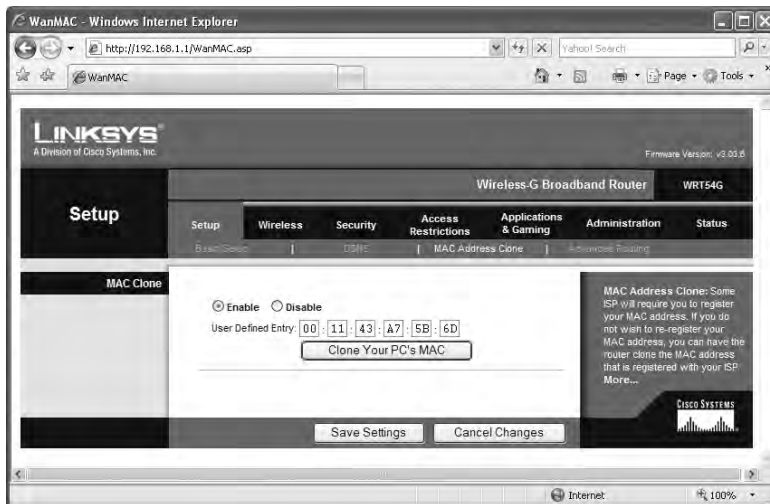 WanMAC - Windows Internet Explorer
http://192.168.1.1/WanMAC.asp
Yahoo! Search
WanMAC
Page
Tools
LINKSYS®
A Division of Cisco Systems, Inc.
Firmware Version: v3.03.6
Wireless-G Broadband Router
WRT54G
Setup
Setup
Wireless
Security
Access Restrictions
Applications & Gaming
Administration
Status
Basic Setup
|
DDNS
|
MAC Address Clone
|
Advanced Routing
MAC Clone
Enable
Disable
User Defined Entry: 00 : 11 : 43 : A7 : 5B : 6D
Clone Your PC's MAC
MAC Address Clone: Some
ISP will require you to register
your MAC address. If you do
not wish to re-register your
MAC address, you can have the
router clone the MAC address
that is registered with your ISP.
More...
CISCO SYSTEMS
Save Settings
Cancel Changes
Internet
100%